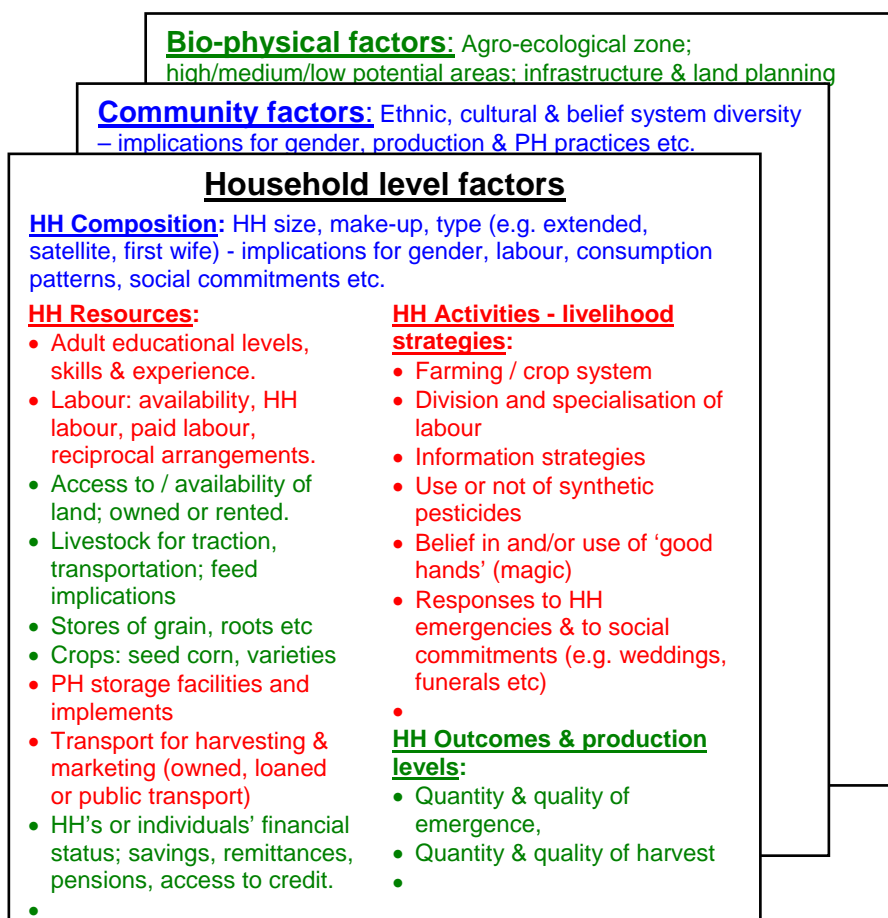 Bio-physical factors: Agro-ecological zone;
high/medium/low potential areas; infrastructure & land planning
Community factors: Ethnic, cultural & belief system diversity
– implications for gender, production & PH practices etc.
Household level factors
HH Composition: HH size, make-up, type (e.g. extended,
satellite, first wife) - implications for gender, labour, consumption
patterns, social commitments etc.
HH Resources:
• Adult educational levels,
skills & experience.
• Labour: availability, HH
labour, paid labour,
reciprocal arrangements.
• Access to / availability of
land; owned or rented.
• Livestock for traction,
transportation; feed
implications
• Stores of grain, roots etc
• Crops: seed corn, varieties
• PH storage facilities and
implements
• Transport for harvesting &
marketing (owned, loaned
or public transport)
• HH's or individuals' financial
status; savings, remittances,
pensions, access to credit.
•
HH Activities - livelihood
strategies:
• Farming / crop system
• Division and specialisation of
labour
• Information strategies
• Use or not of synthetic
pesticides
• Belief in and/or use of 'good
hands' (magic)
• Responses to HH
emergencies & to social
commitments (e.g. weddings,
funerals etc)
•
HH Outcomes & production
levels:
• Quantity & quality of
emergence,
• Quantity & quality of harvest
•